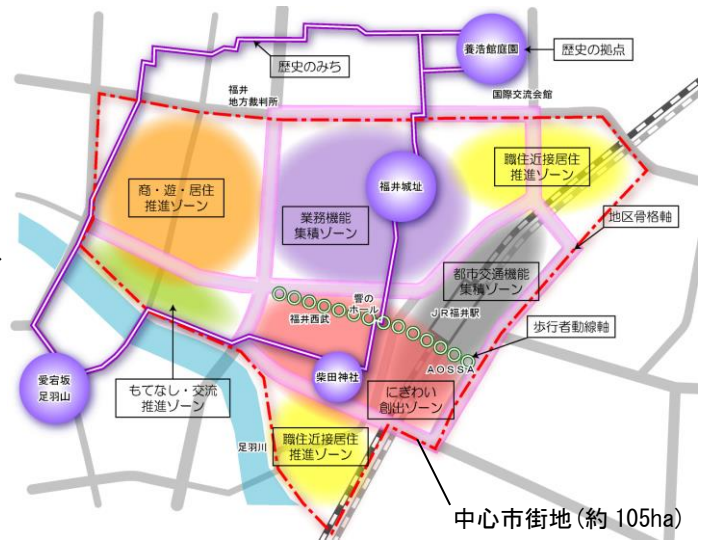 養浩館庭園
歴史の拠点
歴史のみち
福井
地方裁判所
国際交流会館
職住近接居住
推進ゾーン
商・遊・居住
推進ゾーン
福井城址
業務機能
集積ゾーン
地区骨格軸
都市交通機能
集積ゾーン
響の
ホール
福井西武
JR福井駅
歩行者動線軸
AOSSA
愛宕坂
足羽山
もてなし・交流
推進ゾーン
柴田神社
にぎわい
創出ゾーン
足羽川
職住近接居住
推進ゾーン
中心市街地(約105ha)